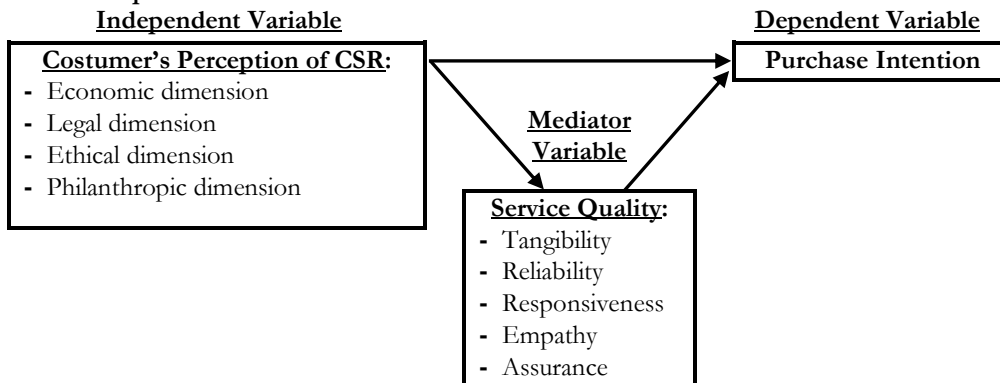 Independent Variable
Dependent Variable
Costumer's Perception of CSR:
- Economic dimension
- Legal dimension
- Ethical dimension
- Philanthropic dimension
Purchase Intention
Mediator
Variable
Service Quality:
- Tangibility
- Reliability
- Responsiveness
- Empathy
- Assurance